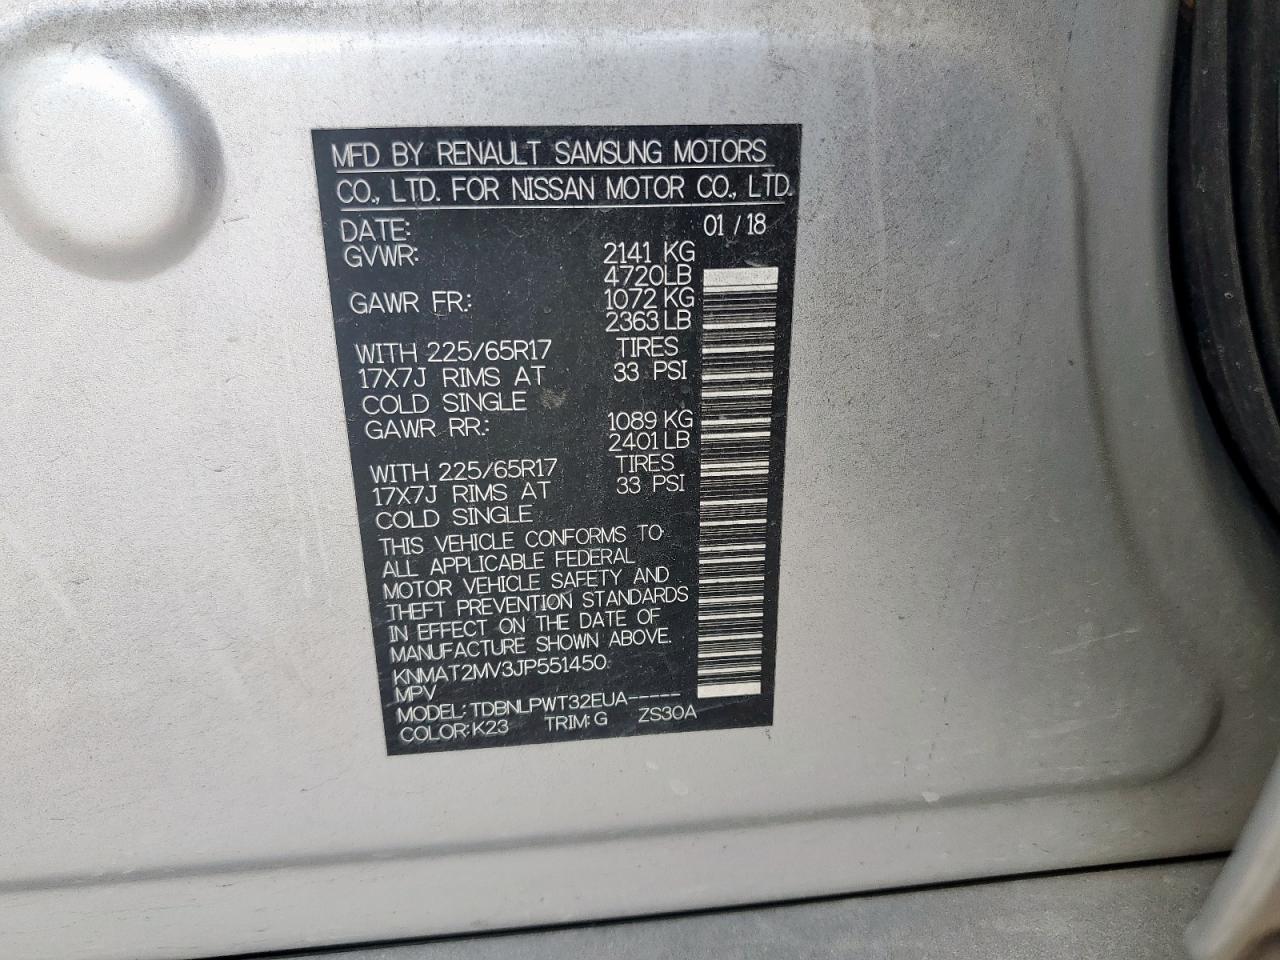 MFD BY RENAULT SAMSUNG MOTORS
CO., LTD. FOR NISSAN MOTOR CO., LTD.
DATE: 01 / 18
GVWR: 2141 KG
4720LB
GAWR FR.: 1072 KG
2363 LB
WITH 225/65R17 TIRES
17X7J RIMS AT 33 PSI
COLD SINGLE
GAWR RR.: 1089 KG
2401 LB
WITH 225/65R17 TIRES
17X7J RIMS AT 33 PSI
COLD SINGLE
THIS VEHICLE CONFORMS TO
ALL APPLICABLE FEDERAL
MOTOR VEHICLE SAFETY AND
THEFT PREVENTION STANDARDS
IN EFFECT ON THE DATE OF
MANUFACTURE SHOWN ABOVE.
KNMAT2MV3JP551450
MPV
MODEL: TDBNLPWT32EUA-----
COLOR: K23 TRIM: G ZS30A